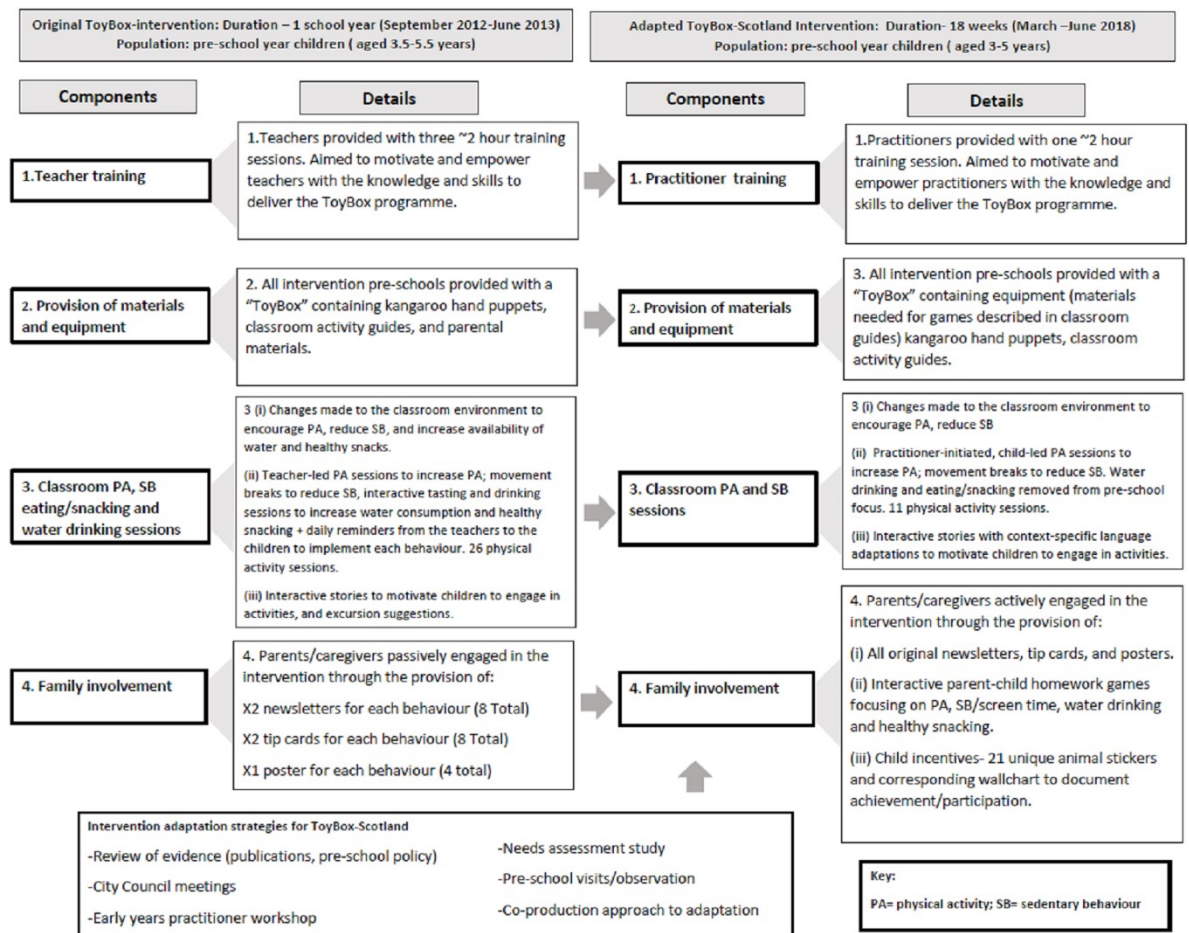 Original ToyBox-intervention: Duration – 1 school year (September 2012-June 2013)
Population: pre-school year children ( aged 3.5-5.5 years)
Adapted ToyBox-Scotland Intervention: Duration- 18 weeks (March –June 2018)
Population: pre-school year children ( aged 3-5 years)
Components
Details
Components
Details
1.Teacher training
1.Teachers provided with three ~2 hour training
sessions. Aimed to motivate and empower
teachers with the knowledge and skills to
deliver the ToyBox programme.
1. Practitioner training
1.Practitioners provided with one ~2 hour
training session. Aimed to motivate and
empower practitioners with the knowledge and
skills to deliver the ToyBox programme.
2. Provision of materials
and equipment
2. All intervention pre-schools provided with a
“ToyBox” containing kangaroo hand puppets,
classroom activity guides, and parental
materials.
2. Provision of materials
and equipment
3. All intervention pre-schools provided with a
“ToyBox” containing equipment (materials
needed for games described in classroom
guides) kangaroo hand puppets, classroom
activity guides.
3. Classroom PA, SB
eating/snacking and
water drinking sessions
3 (i) Changes made to the classroom environment to
encourage PA, reduce SB, and increase availability of
water and healthy snacks.
(ii) Teacher-led PA sessions to increase PA; movement
breaks to reduce SB, interactive tasting and drinking
sessions to increase water consumption and healthy
snacking + daily reminders from the teachers to the
children to implement each behaviour. 26 physical
activity sessions.
(iii) Interactive stories to motivate children to engage in
activities, and excursion suggestions.
3. Classroom PA and SB
sessions
3 (i) Changes made to the classroom environment to
encourage PA, reduce SB
(ii) Practitioner-initiated, child-led PA sessions to
increase PA; movement breaks to reduce SB. Water
drinking and eating/snacking removed from pre-school
focus. 11 physical activity sessions.
(iii) Interactive stories with context-specific language
adaptations to motivate children to engage in activities.
4. Family involvement
4. Parents/caregivers passively engaged in the
intervention through the provision of:
X2 newsletters for each behaviour (8 Total)
X2 tip cards for each behaviour (8 Total)
X1 poster for each behaviour (4 total)
4. Family involvement
4. Parents/caregivers actively engaged in the
intervention through the provision of:
(i) All original newsletters, tip cards, and posters.
(ii) Interactive parent-child homework games
focusing on PA, SB/screen time, water drinking
and healthy snacking.
(iii) Child incentives- 21 unique animal stickers
and corresponding wallchart to document
achievement/participation.
Intervention adaptation strategies for ToyBox-Scotland
-Review of evidence (publications, pre-school policy)
-City Council meetings
-Early years practitioner workshop
-Needs assessment study
-Pre-school visits/observation
-Co-production approach to adaptation
Key:
PA= physical activity; SB= sedentary behaviour